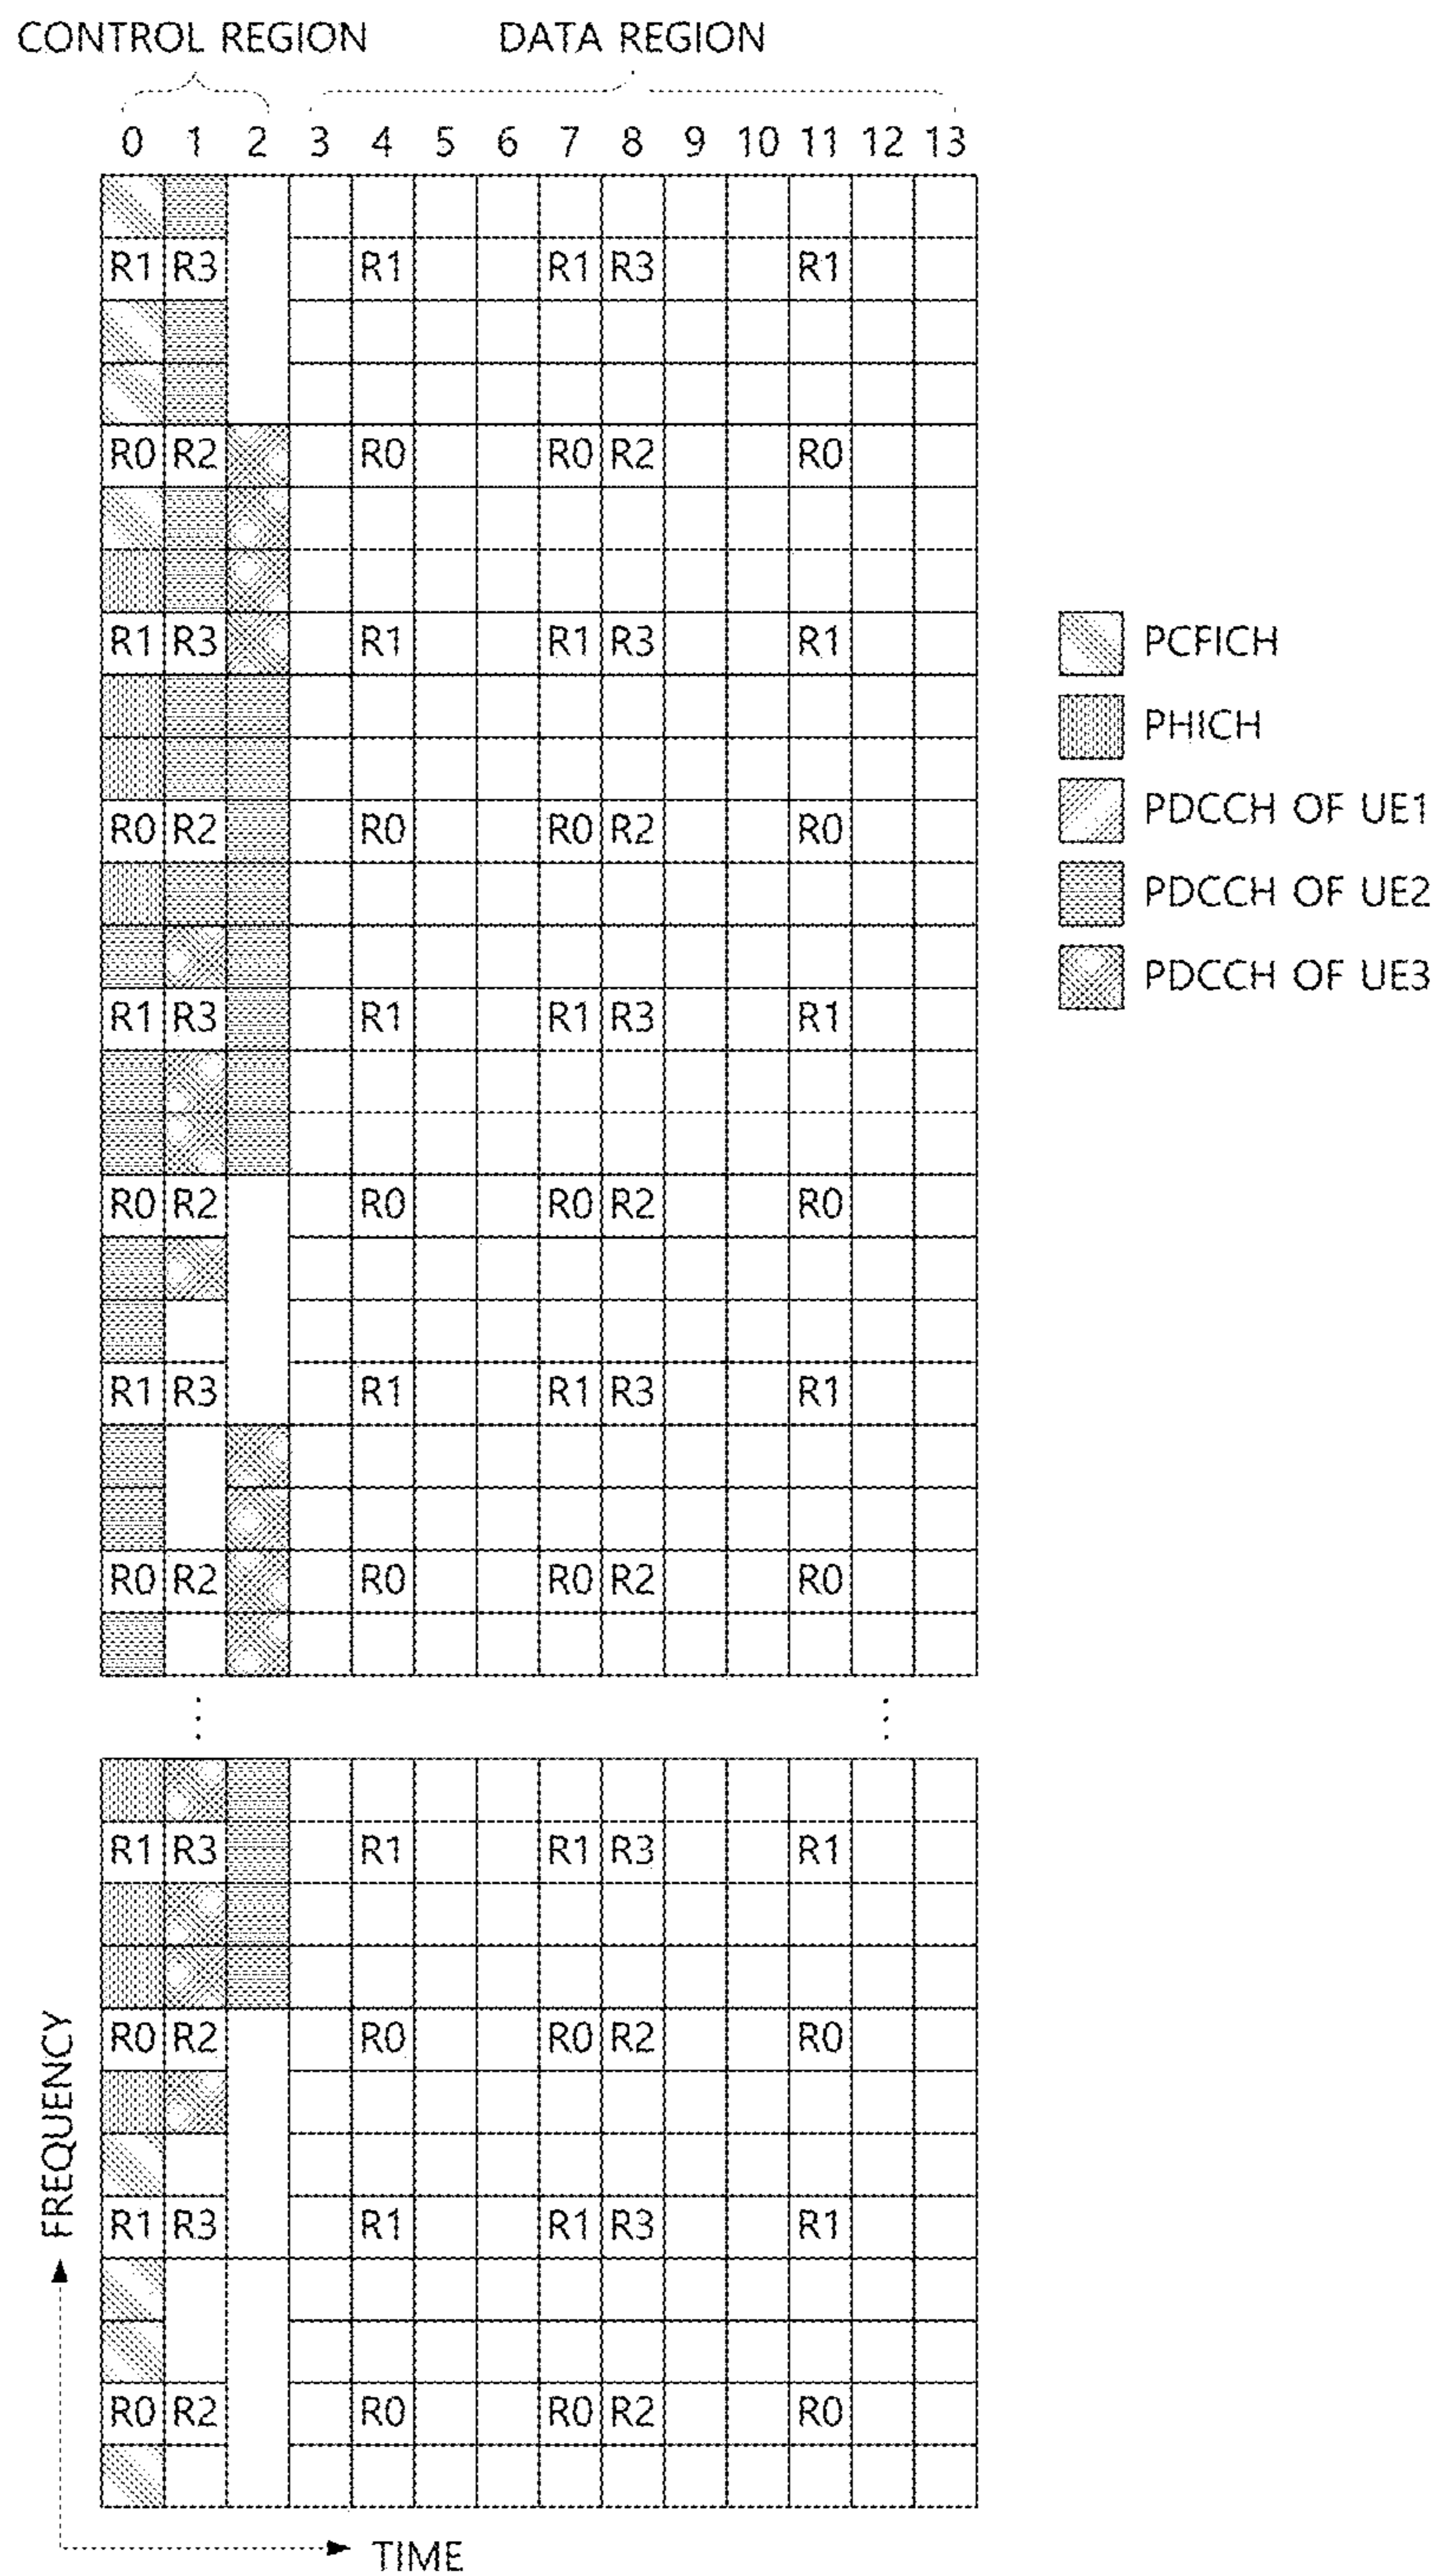 CONTROL REGION DATA REGION
0 1 2 3 4 5 6 7 8 9 10 11 12 13
R1 R3 R1 R1 R3 R1
R0 R2 R0 R0 R2 R0
R1 R3 R1 R1 R3 R1
PCFICH
PHICH
PDCCH OF UE1
R0 R2 R0 R0 R2 R0
PDCCH OF UE2
PDCCH OF UE3
R1 R3 R1 R1 R3 R1
R0 R2 R0 R0 R2 R0
R1 R3 R1 R1 R3 R1
R0 R2 R0 R0 R2 R0
R1 R3 R1 R1 R3 R1
R0 R2 R0 R0 R2 R0
R1 R3 R1 R1 R3 R1
R0 R2 R0 R0 R2 R0
FREQUENCY
TIME